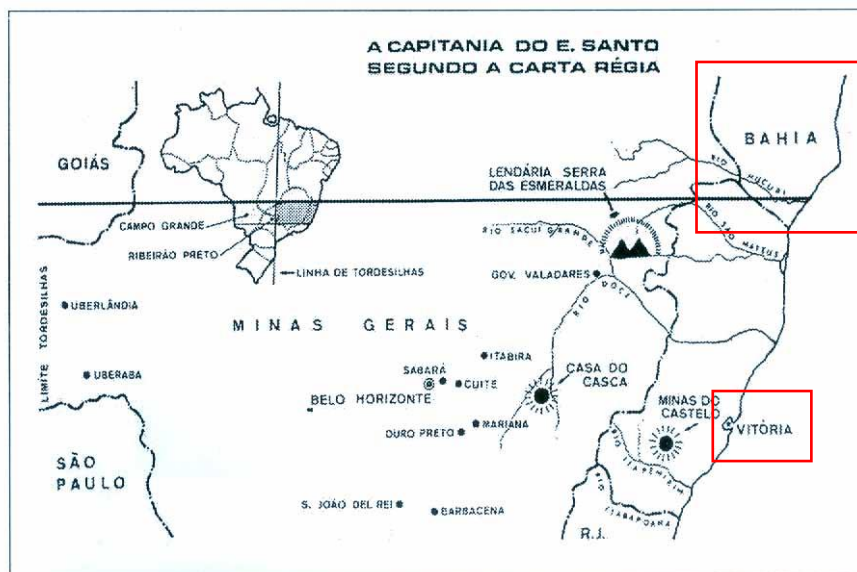 A CAPITANIA DO E. SANTO
SEGUNDO A CARTA RÉGIA
BAHIA
GOIÁS
LENDÁRIA SERRA
DAS ESMERALDAS
RIO MUCURI
CAMPO GRANDE
RIBEIRÃO PRETO
RIO SACUI GRANDE
RIO SÃO MATEUS
LINHA DE TORDESILHAS
GOV. VALADARES
RIO DOCE
LIMÍTE TORDESILHAS
UBERLÂNDIA
MINAS GERAIS
ITABIRA
SABARÁ
CUITE
CASA DO
CASCA
UBERABA
BELO HORIZONTE
MINAS DO
CASTELO
MARIANA
VITÓRIA
OURO PRETO
SÃO
PAULO
RIO ITAPEMIRIM
RIO ITABAPOANA
S. JOÃO DEL REI
BARBACENA
R.J.